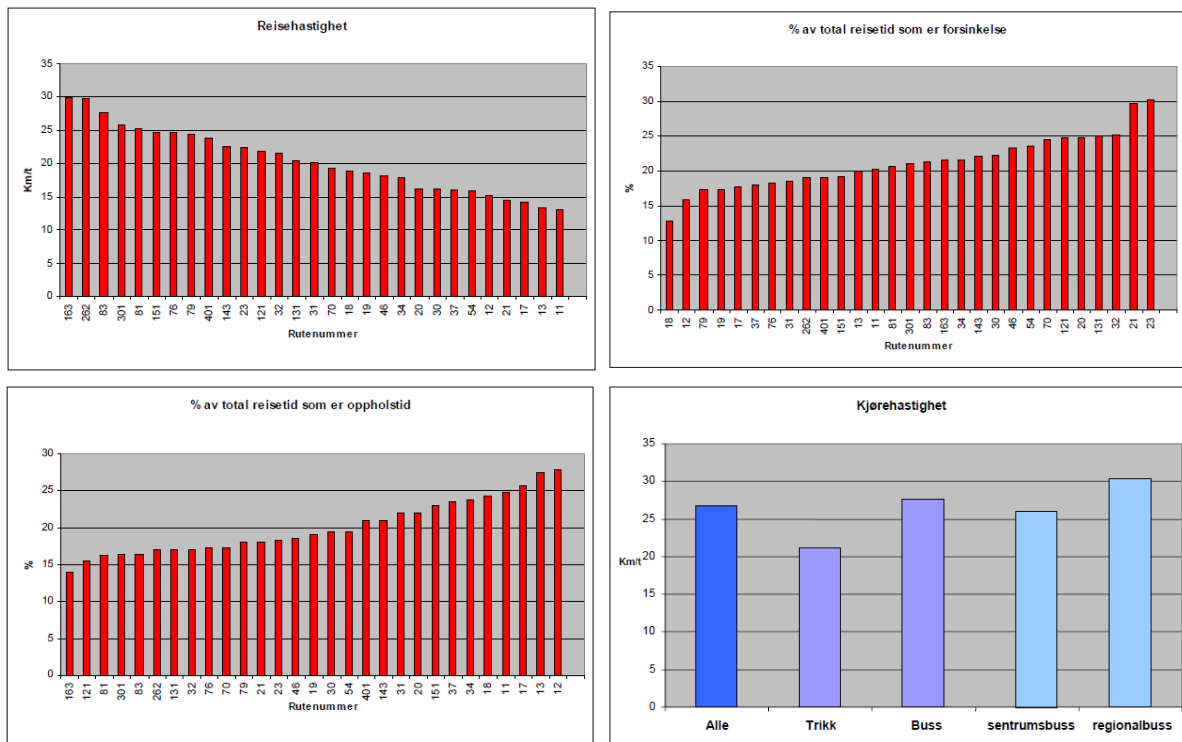 Reisehastighet
35
30
25
20
15
10
5
0
Km/t
163 262 83 301 81 151 76 79 401 143 23 121 32 131 31 70 18 19 46 34 20 30 37 54 12 21 17 13 11
Rutenummer
% av total reisetid som er forsinkelse
35
30
25
20
15
10
5
0
%
18 12 79 19 17 37 76 31 262 401 151 13 11 81 301 83 163 34 143 30 46 54 70 121 20 131 32 21 23
Rutenummer
% av total reisetid som er oppholstid
30
25
20
15
10
5
0
%
163 121 81 301 83 262 131 32 76 70 79 21 23 46 19 30 54 401 143 31 20 151 37 34 18 11 17 13 12
Rutenummer
Kjørehastighet
35
30
25
20
15
10
5
0
Km/t
Alle Trikk Buss sentrumsbuss regionalbuss